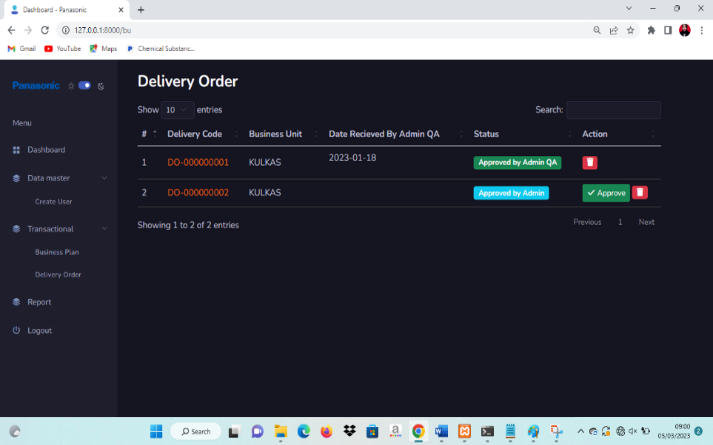 Dashboard - Panasonic
127.0.0.1:8000/bu
Gmail YouTube Maps Chemical Substanc...
Panasonic
Delivery Order
Show 10 entries Search:
Menu
# Delivery Code Business Unit Date Recieved By Admin QA Status Action
Dashboard
1 DO-000000001 KULKAS 2023-01-18 Approved by Admin QA
Data master
2 DO-000000002 KULKAS Approved by Admin Approve
Create User
Showing 1 to 2 of 2 entries Previous 1 Next
Transactional
Business Plan
Delivery Order
Report
Logout
Search
09:00
05/03/2023
2